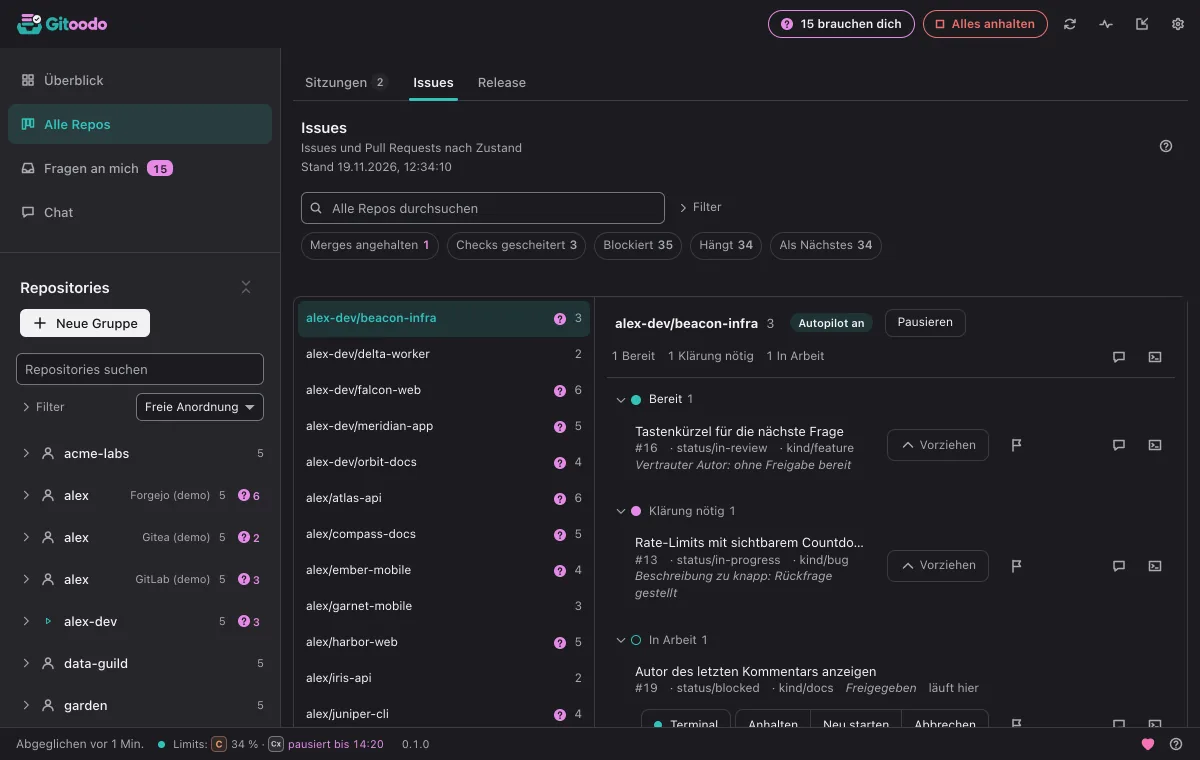 Gitoodo
? 15 brauchen dich
Alles anhalten
Überblick
Alle Repos
Fragen an mich 15
Chat
Repositories
Neue Gruppe
Repositories suchen
Filter
Freie Anordnung
acme-labs 5
alex Forgejo (demo) 5 ? 6
alex Gitea (demo) 5 ? 2
alex GitLab (demo) 5 ? 3
alex-dev 5 ? 3
data-guild 5
garden 5
Sitzungen 2
Issues
Release
Issues
Issues und Pull Requests nach Zustand
Stand 19.11.2026, 12:34:10
Alle Repos durchsuchen
Filter
Merges angehalten 1
Checks gescheitert 3
Blockiert 35
Hängt 34
Als Nächstes 34
alex-dev/beacon-infra ? 3
alex-dev/delta-worker 2
alex-dev/falcon-web ? 6
alex-dev/meridian-app ? 5
alex-dev/orbit-docs ? 4
alex/atlas-api ? 6
alex/compass-docs ? 5
alex/ember-mobile ? 4
alex/garnet-mobile 3
alex/harbor-web ? 5
alex/iris-api 2
alex/juniper-cli ? 4
alex-dev/beacon-infra 3 Autopilot an Pausieren
1 Bereit 1 Klärung nötig 1 In Arbeit
Bereit 1
Tastenkürzel für die nächste Frage
#16 · status/in-review · kind/feature
Vertrauter Autor: ohne Freigabe bereit
Vorziehen
Klärung nötig 1
Rate-Limits mit sichtbarem Countdo...
#13 · status/in-progress · kind/bug
Beschreibung zu knapp: Rückfrage
gestellt
Vorziehen
In Arbeit 1
Autor des letzten Kommentars anzeigen
#19 · status/blocked · kind/docs Freigegeben läuft hier
Terminal Anhalten Neu starten Abbrechen
Abgeglichen vor 1 Min. Limits: C 34 % · Cx pausiert bis 14:20 0.1.0